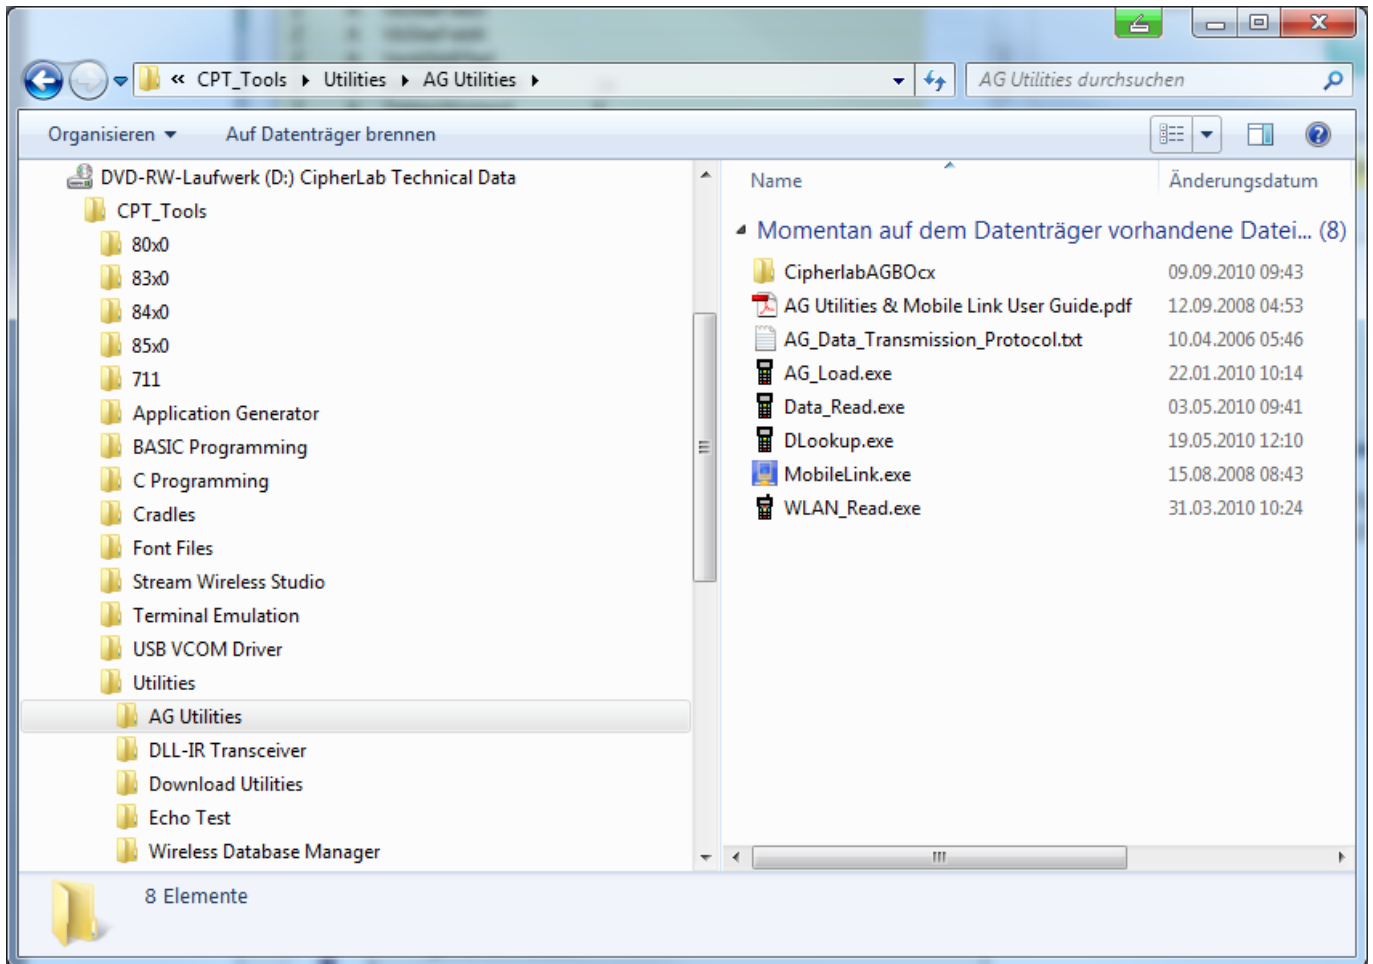 « CPT_Tools ▸ Utilities ▸ AG Utilities ▸
AG Utilities durchsuchen
Organisieren
Auf Datenträger brennen
DVD-RW-Laufwerk (D:) CipherLab Technical Data
CPT_Tools
80x0
83x0
84x0
85x0
711
Application Generator
BASIC Programming
C Programming
Cradles
Font Files
Stream Wireless Studio
Terminal Emulation
USB VCOM Driver
Utilities
AG Utilities
DLL-IR Transceiver
Download Utilities
Echo Test
Wireless Database Manager
Name Änderungsdatum
Momentan auf dem Datenträger vorhandene Datei... (8)
CipherlabAGBOcx 09.09.2010 09:43
AG Utilities & Mobile Link User Guide.pdf 12.09.2008 04:53
AG_Data_Transmission_Protocol.txt 10.04.2006 05:46
AG_Load.exe 22.01.2010 10:14
Data_Read.exe 03.05.2010 09:41
DLookup.exe 19.05.2010 12:10
MobileLink.exe 15.08.2008 08:43
WLAN_Read.exe 31.03.2010 10:24
8 Elemente